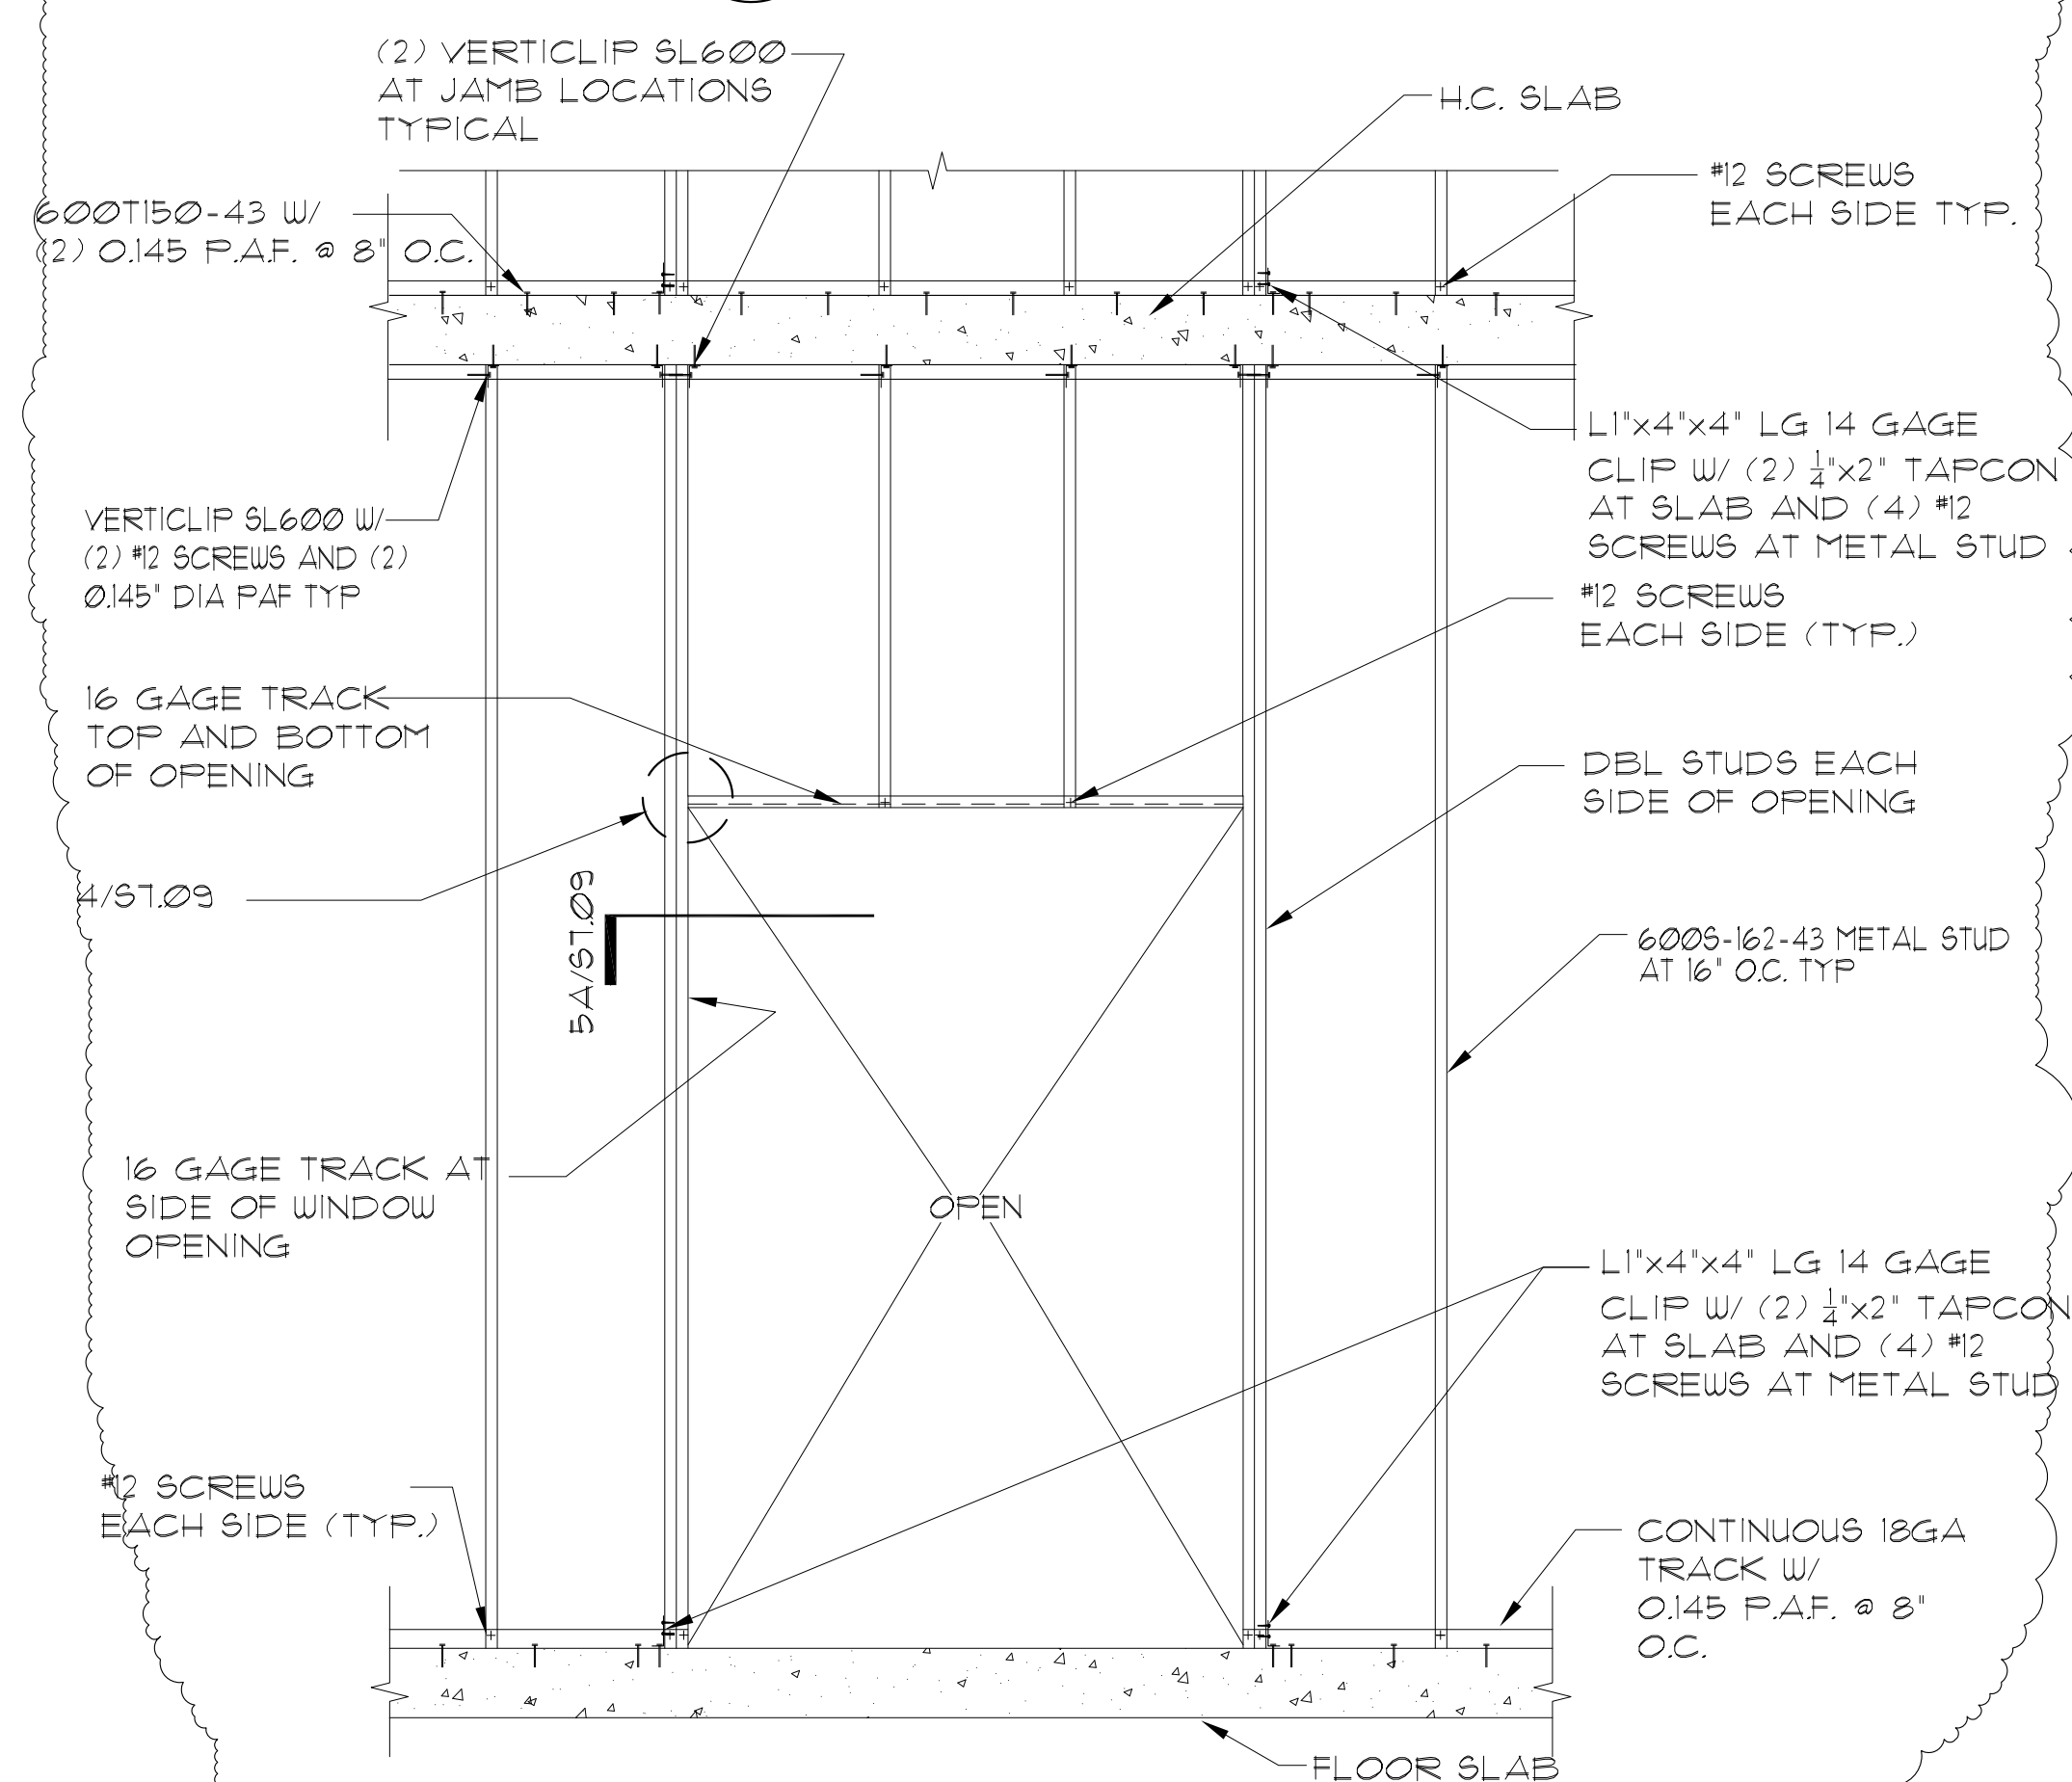 (2) VERTICLIP SL600
AT JAMB LOCATIONS
TYPICAL
H.C. SLAB
#12 SCREWS
EACH SIDE TYP.
600T150-43 W/
(2) 0.145 P.A.F. @ 8" O.C.
L1"x4"x4" LG 14 GAGE
CLIP W/ (2) 1/4"x2" TAPCON
AT SLAB AND (4) #12
SCREWS AT METAL STUD
VERTICLIP SL600 W/
(2) #12 SCREWS AND (2)
0.145" DIA PAF TYP
#12 SCREWS
EACH SIDE (TYP.)
16 GAGE TRACK
TOP AND BOTTOM
OF OPENING
DBL STUDS EACH
SIDE OF OPENING
4/S7.09
5A/S7.09
600S-162-43 METAL STUD
AT 16" O.C. TYP
16 GAGE TRACK AT
SIDE OF WINDOW
OPENING
OPEN
L1"x4"x4" LG 14 GAGE
CLIP W/ (2) 1/4"x2" TAPCON
AT SLAB AND (4) #12
SCREWS AT METAL STUD
#12 SCREWS
EACH SIDE (TYP.)
CONTINUOUS 18GA
TRACK W/
0.145 P.A.F. @ 8"
O.C.
FLOOR SLAB